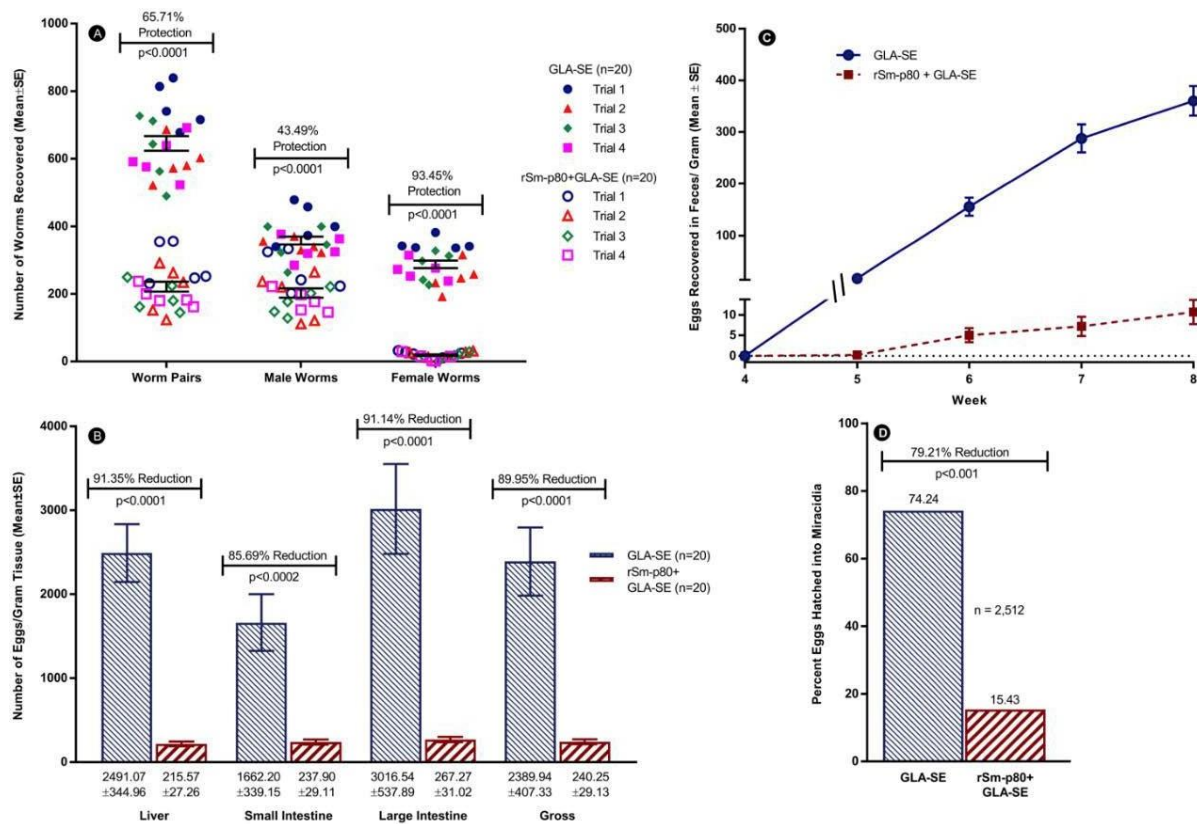 A
Number of Worms Recovered (Mean±SE)
1000
800
600
400
200
0
65.71%
Protection
p<0.0001
43.49%
Protection
p<0.0001
93.45%
Protection
p<0.0001
Worm Pairs
Male Worms
Female Worms
GLA-SE (n=20)
Trial 1
Trial 2
Trial 3
Trial 4
rSm-p80+GLA-SE (n=20)
Trial 1
Trial 2
Trial 3
Trial 4
C
Eggs Recovered in Feces/ Gram (Mean ± SE)
500
400
300
200
100
10
5
0
GLA-SE
rSm-p80 + GLA-SE
4
5
6
7
8
Week
B
Number of Eggs/Gram Tissue (Mean±SE)
4000
3000
2000
1000
0
91.35% Reduction
p<0.0001
85.69% Reduction
p<0.0002
91.14% Reduction
p<0.0001
89.95% Reduction
p<0.0001
GLA-SE (n=20)
rSm-p80+
GLA-SE (n=20)
2491.07 215.57 1662.20 237.90 3016.54 267.27 2389.94 240.25
±344.96 ±27.26 ±339.15 ±29.11 ±537.89 ±31.02 ±407.33 ±29.13
Liver Small Intestine Large Intestine Gross
D
Percent Eggs Hatched into Miracidia
100
80
60
40
20
0
79.21% Reduction
p<0.001
74.24
n = 2,512
15.43
GLA-SE
rSm-p80+
GLA-SE